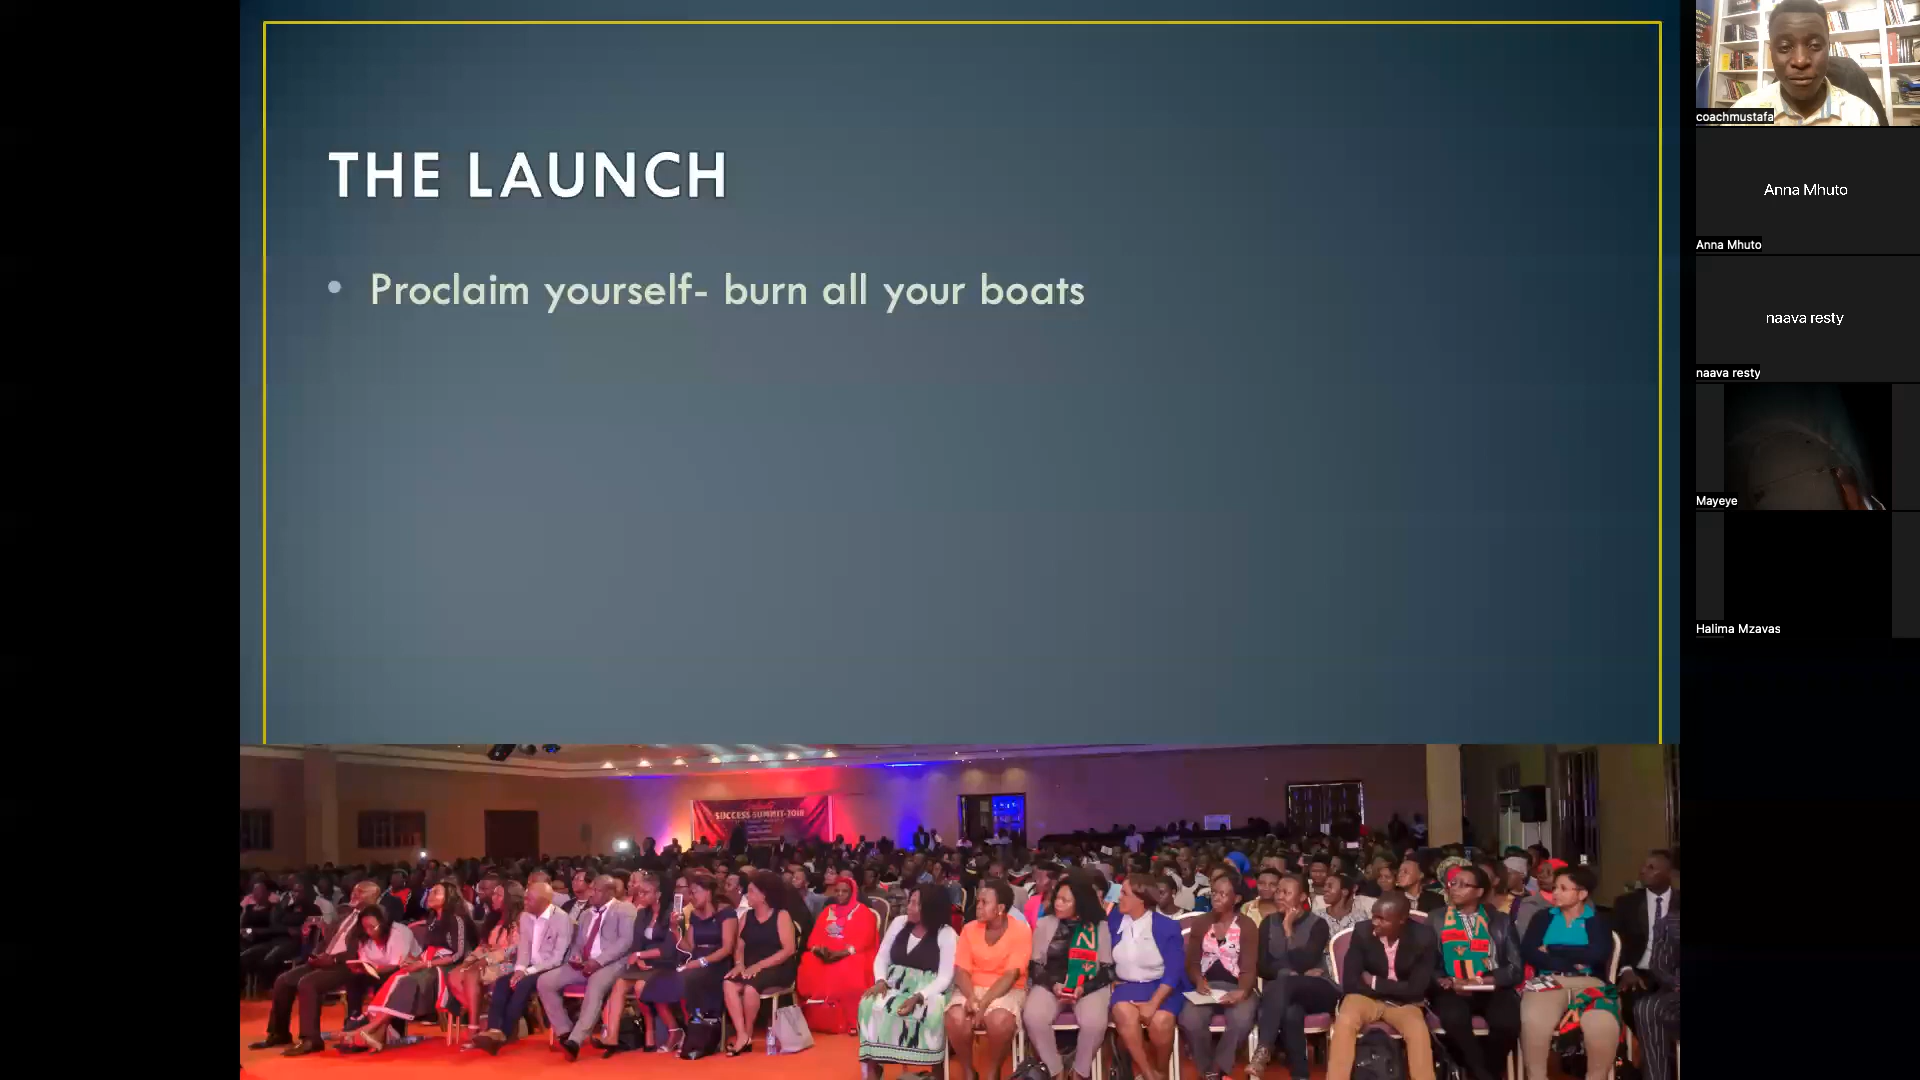 THE LAUNCH
• Proclaim yourself- burn all your boats
SUCCESS SUMMIT-2018
coachmustafa
Anna Mhuto
Anna Mhuto
naava resty
naava resty
Mayeye
Halima Mzavas